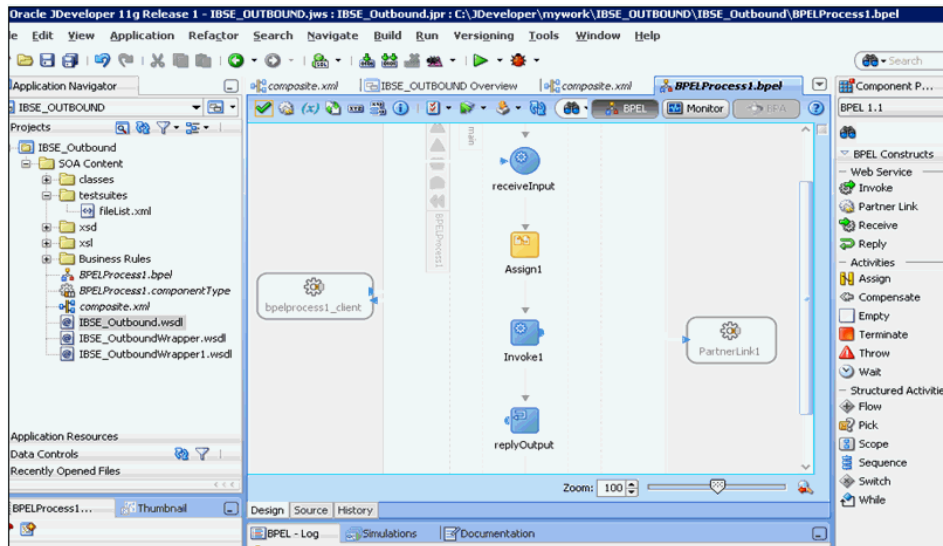 Oracle JDeveloper 11g Release 1 - IBSE_OUTBOUND.jws : IBSE_Outbound.jpr : C:\JDeveloper\mywork\IBSE_OUTBOUND\IBSE_Outbound\BPELProcess1.bpel
le Edit View Application Refactor Search Navigate Build Run Versioning Tools Window Help
Search
Application Navigator
IBSE_OUTBOUND
Projects
IBSE_Outbound
SOA Content
classes
testsuites
fileList.xml
xsd
xsl
Business Rules
BPELProcess1.bpel
BPELProcess1.componentType
composite.xml
IBSE_Outbound.wsdl
IBSE_OutboundWrapper.wsdl
IBSE_OutboundWrapper1.wsdl
Application Resources
Data Controls
Recently Opened Files
BPELProcess1... Thumbnail
composite.xml IBSE_OUTBOUND Overview composite.xml BPELProcess1.bpel
BPEL Monitor BPA
main
BPELProcess1
receiveInput
Assign1
bpelprocess1_client
Invoke1
PartnerLink1
replyOutput
Zoom: 100
Design Source History
BPEL - Log Simulations Documentation
Component P...
BPEL 1.1
BPEL Constructs
Web Service
Invoke
Partner Link
Receive
Reply
Activities
Assign
Compensate
Empty
Terminate
Throw
Wait
Structured Activitie
Flow
Pick
Scope
Sequence
Switch
While